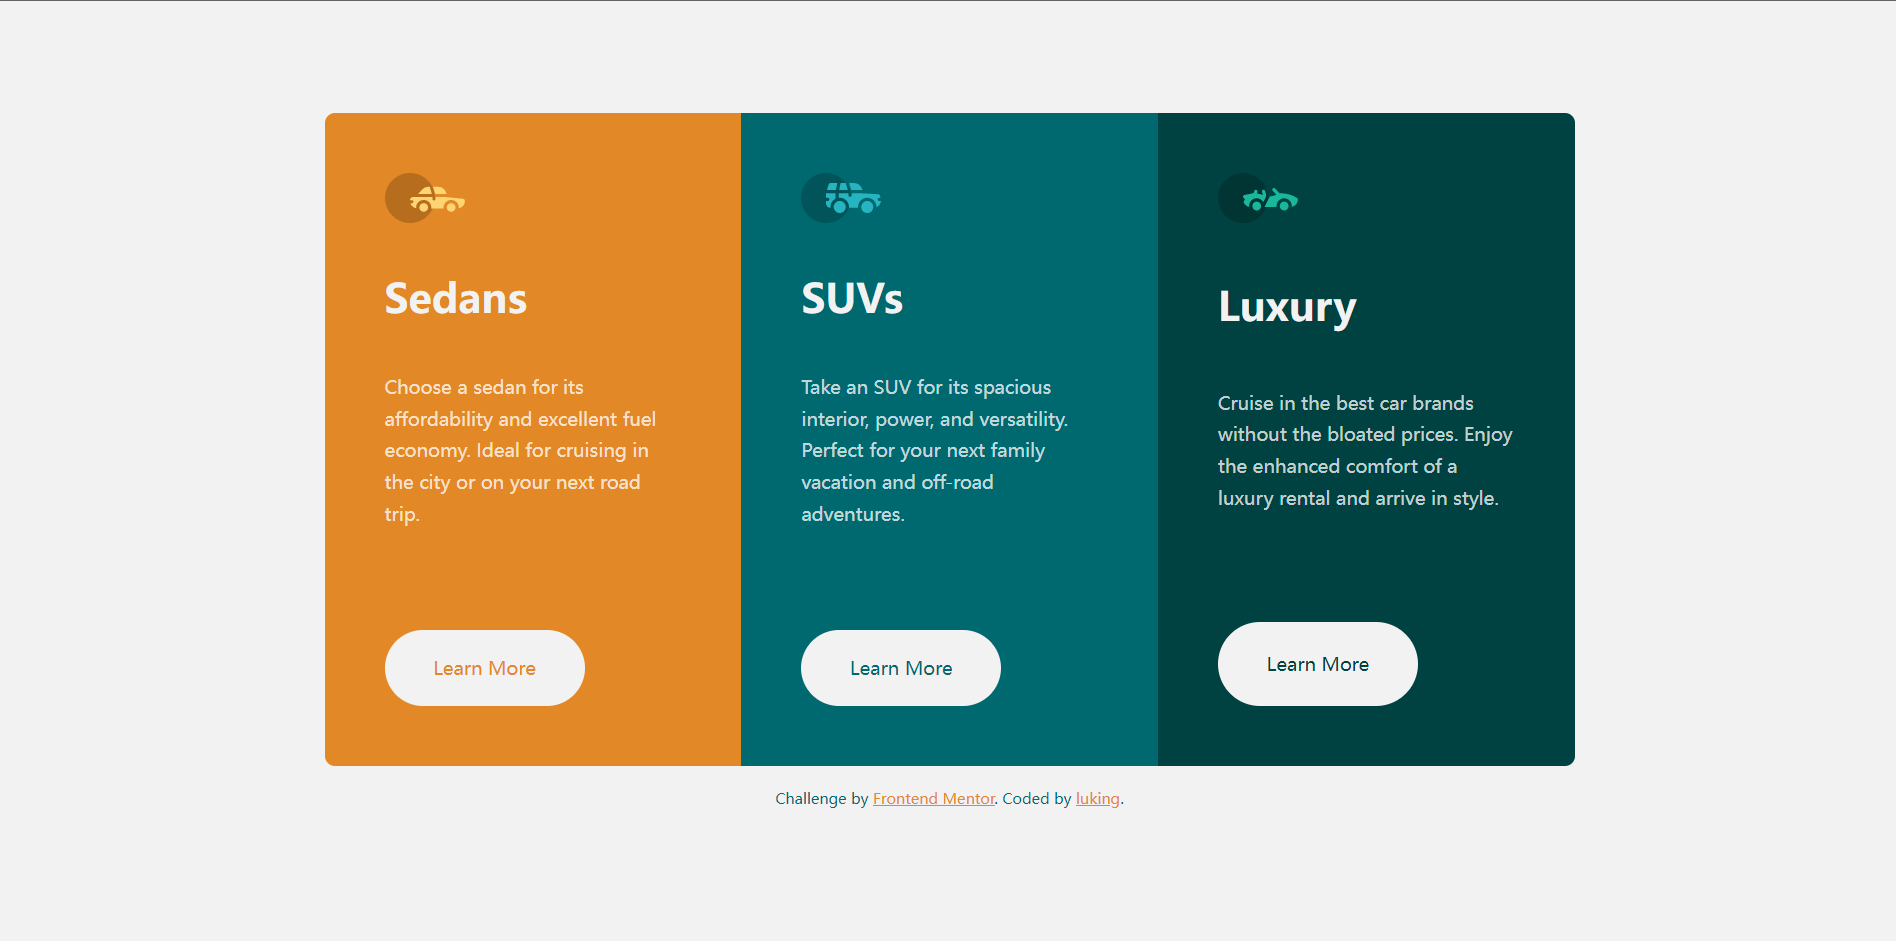 Sedans
Choose a sedan for its
affordability and excellent fuel
economy. Ideal for cruising in
the city or on your next road
trip.
Learn More
SUVs
Take an SUV for its spacious
interior, power, and versatility.
Perfect for your next family
vacation and off-road
adventures.
Learn More
Luxury
Cruise in the best car brands
without the bloated prices. Enjoy
the enhanced comfort of a
luxury rental and arrive in style.
Learn More
Challenge by Frontend Mentor. Coded by luking.